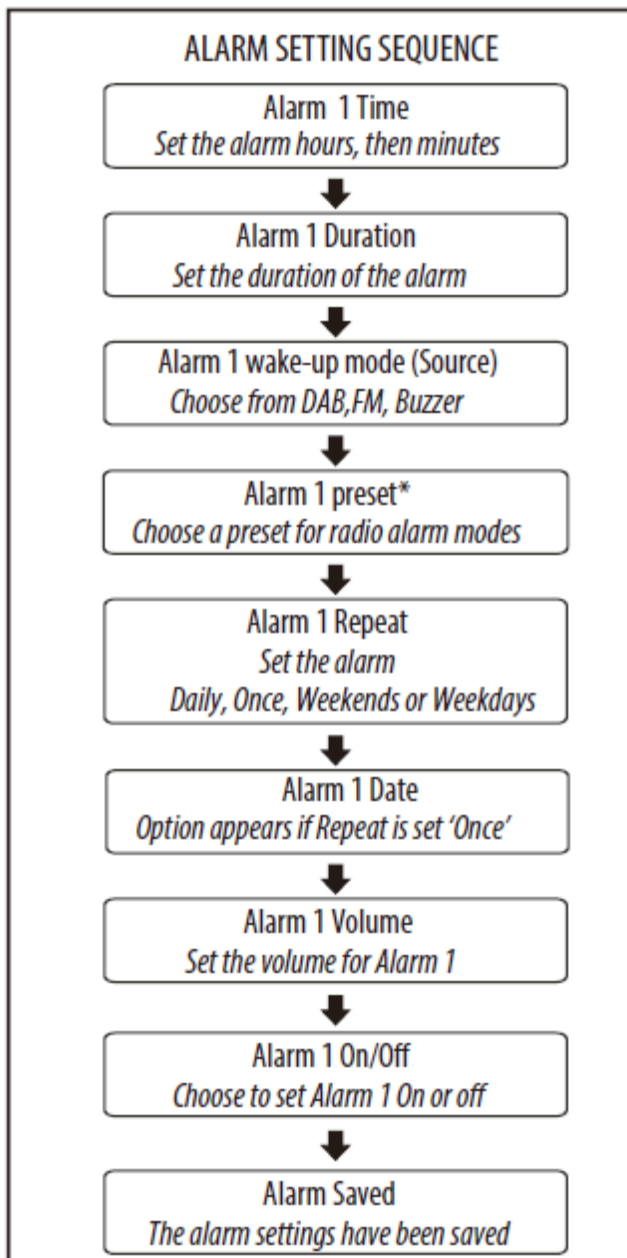 ALARM SETTING SEQUENCE
Alarm 1 Time
Set the alarm hours, then minutes
Alarm 1 Duration
Set the duration of the alarm
Alarm 1 wake-up mode (Source)
Choose from DAB,FM, Buzzer
Alarm 1 preset*
Choose a preset for radio alarm modes
Alarm 1 Repeat
Set the alarm
Daily, Once, Weekends or Weekdays
Alarm 1 Date
Option appears if Repeat is set ‘Once’
Alarm 1 Volume
Set the volume for Alarm 1
Alarm 1 On/Off
Choose to set Alarm 1 On or off
Alarm Saved
The alarm settings have been saved